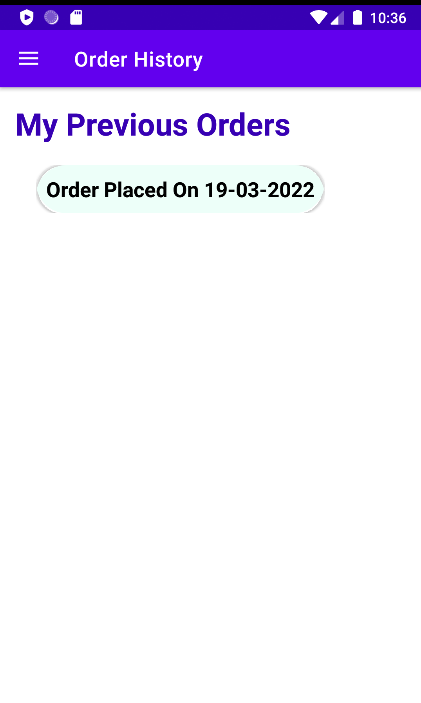 10:36
Order History
My Previous Orders
Order Placed On 19-03-2022